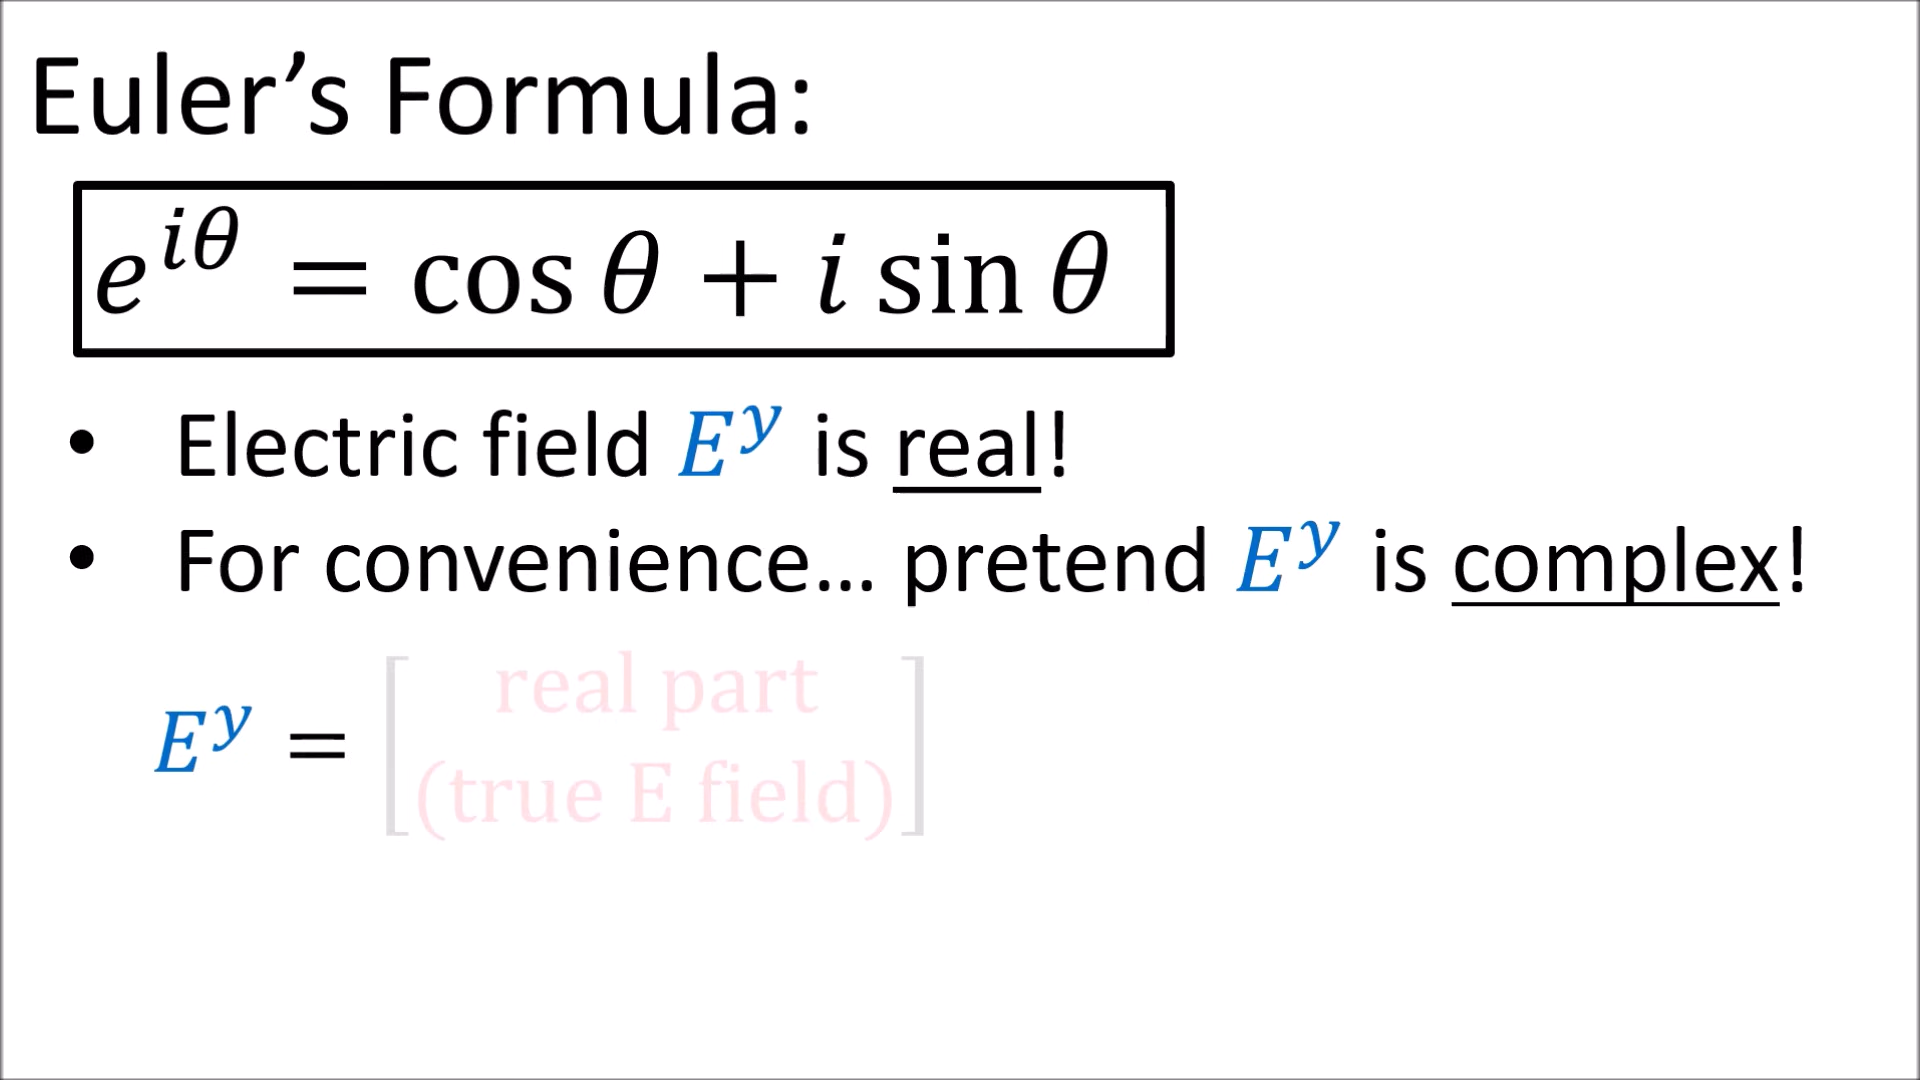 Euler’s Formula:
e^{iθ} = cos θ + i sin θ
• Electric field E^y is real!
• For convenience... pretend E^y is complex!
E^y = [real part
(true E field)]